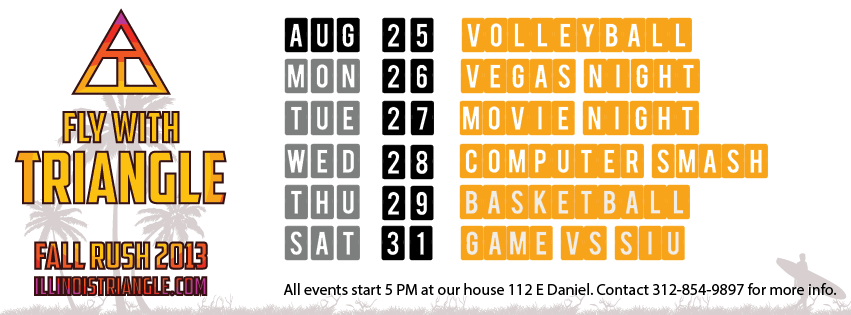 FLY WITH
TRIANGLE
FALL RUSH 2013
ILLINOISTRIANGLE.COM
AUG 25 VOLLEYBALL
MON 26 VEGAS NIGHT
TUE 27 MOVIE NIGHT
WED 28 COMPUTER SMASH
THU 29 BASKETBALL
SAT 31 GAME VS SIU
All events start 5 PM at our house 112 E Daniel. Contact 312-854-9897 for more info.